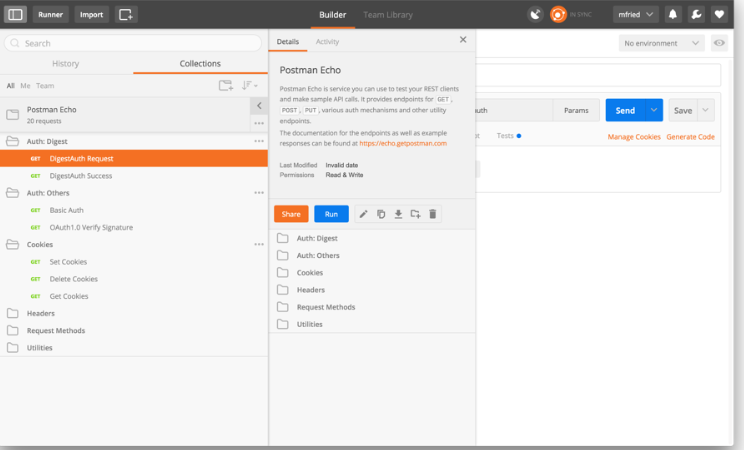 Runner Import Builder Team Library IN SYNC mfried
Search
History Collections
All Me Team
Postman Echo
20 requests
Auth: Digest
GET DigestAuth Request
GET DigestAuth Success
Auth: Others
GET Basic Auth
GET OAuth1.0 Verify Signature
Cookies
GET Set Cookies
GET Delete Cookies
GET Get Cookies
Headers
Request Methods
Utilities
Details Activity
Postman Echo
Postman Echo is service you can use to test your REST clients
and make sample API calls, it provides endpoints for GET ,
POST , PUT , various auth mechanisms and other utility
endpoints.
The documentation for the endpoints as well as example
responses can be found at https://echo.getpostman.com
Last Modified Invalid date
Permissions Read & Write
Share Run
Auth: Digest
Auth: Others
Cookies
Headers
Request Methods
Utilities
No environment
uth Params Send Save
Tests Manage Cookies Generate Code